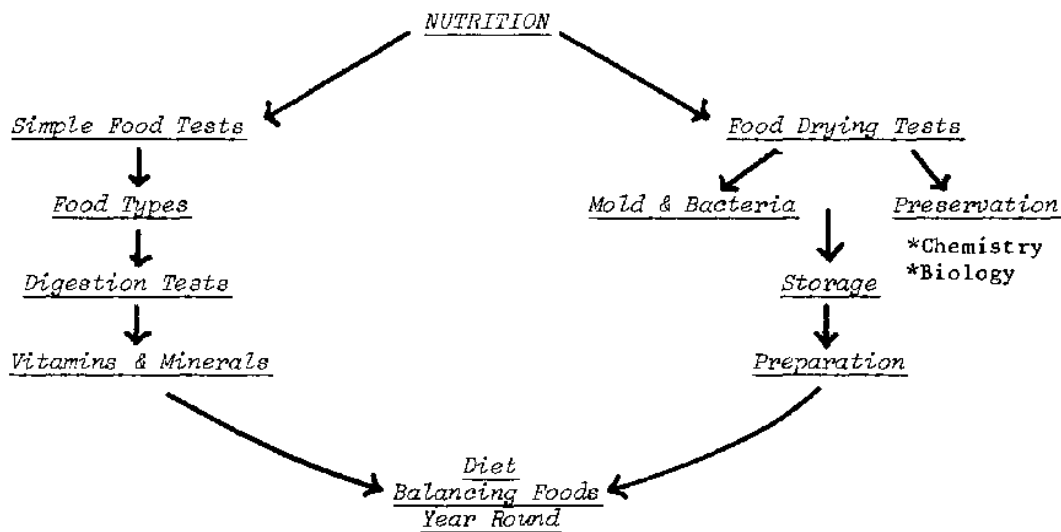 NUTRITION
Simple Food Tests
Food Drying Tests
Food Types
Mold & Bacteria
Preservation
*Chemistry
*Biology
Digestion Tests
Storage
Vitamins & Minerals
Preparation
Diet
Balancing Foods
Year Round